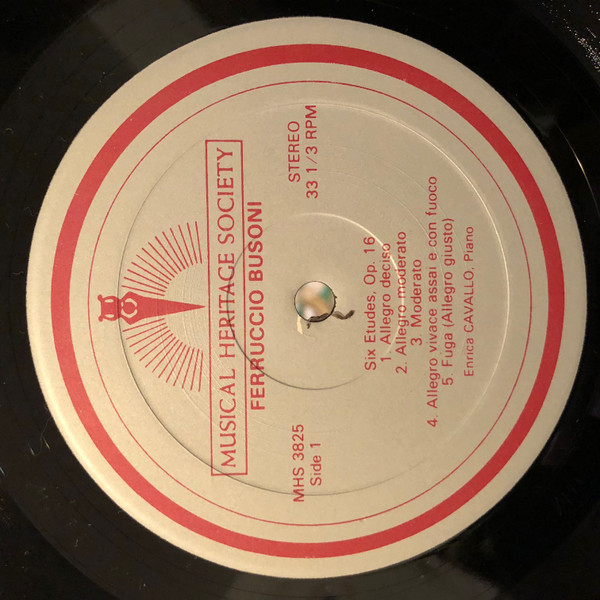 MUSICAL HERITAGE SOCIETY
FERRUCCIO BUSONI
MHS 3825
Side 1
STEREO
33 1/3 RPM
Six Etudes, Op. 16
1. Allegro deciso
2. Allegro moderato
3 Moderato
4. Allegro vivace assai e con fuoco
5. Fuga (Allegro giusto)
Enrica CAVALLO, Piano